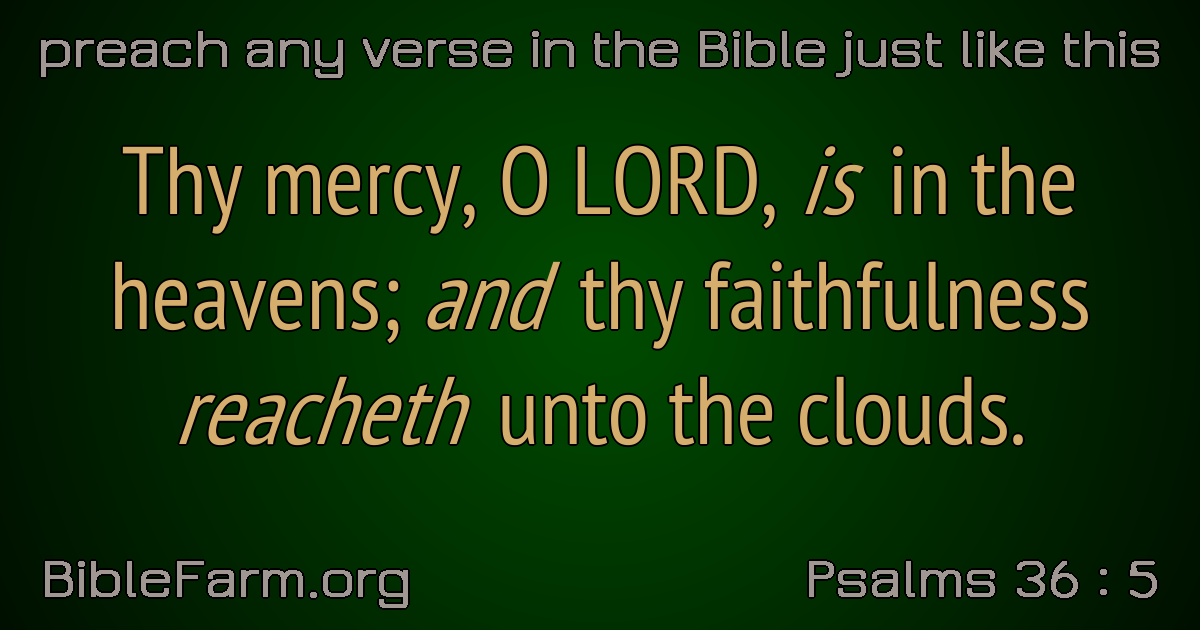 preach any verse in the Bible just like this
Thy mercy, O LORD, is in the
heavens; and thy faithfulness
reacheth unto the clouds.
BibleFarm.org
Psalms 36 : 5